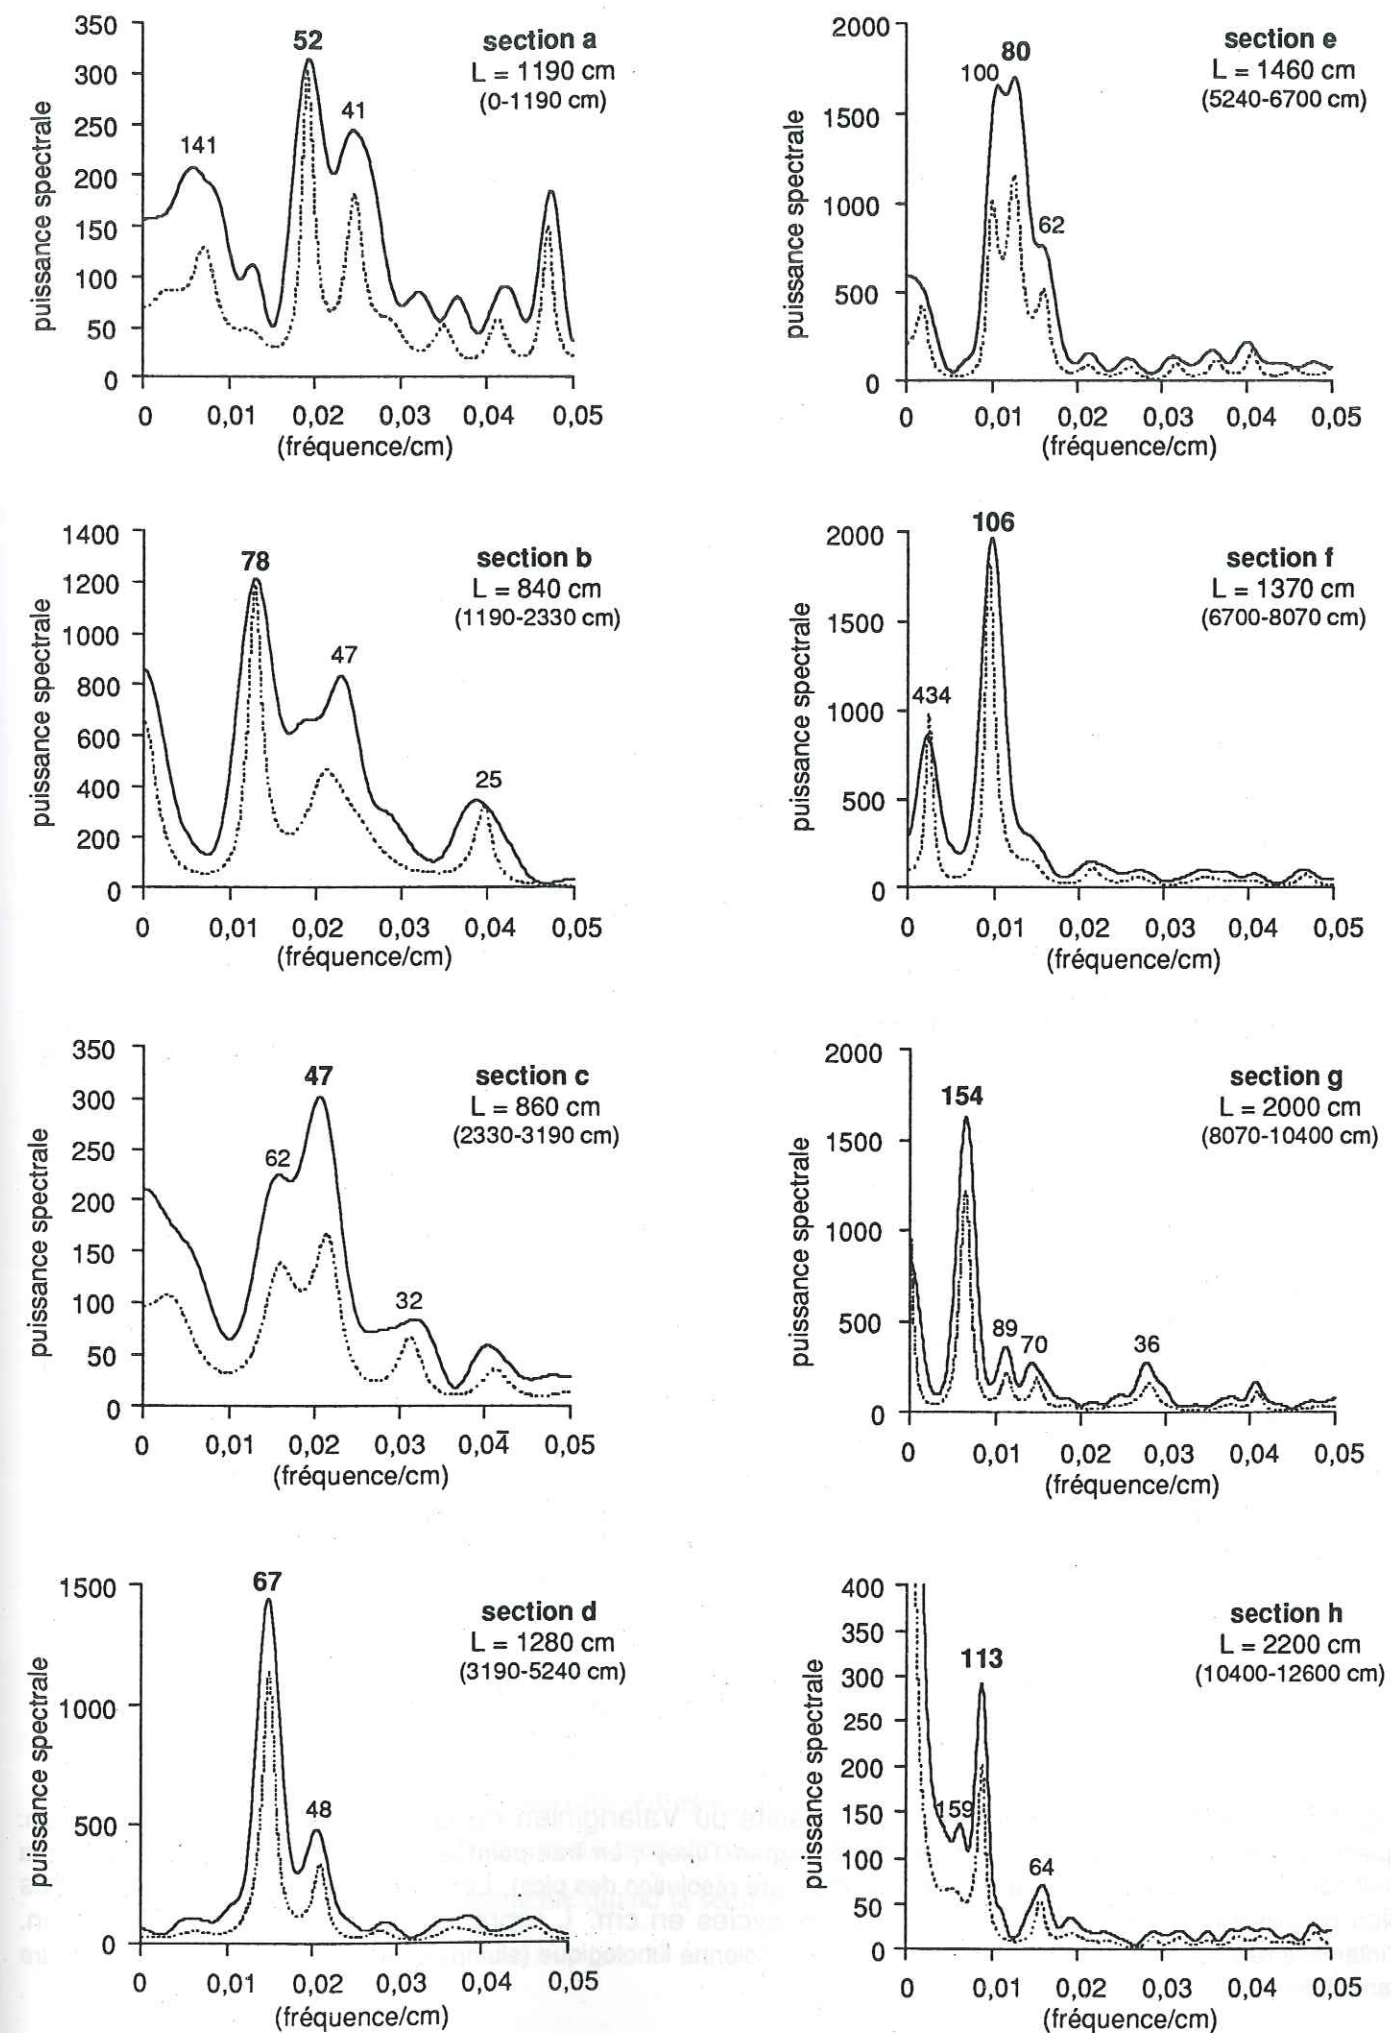 350
300
250
200
150
100
50
0
puissance spectrale
52
141
41
section a
L = 1190 cm
(0-1190 cm)
0 0,01 0,02 0,03 0,04 0,05
(fréquence/cm)
1400
1200
1000
800
600
400
200
0
puissance spectrale
78
47
25
section b
L = 840 cm
(1190-2330 cm)
0 0,01 0,02 0,03 0,04 0,05
(fréquence/cm)
350
300
250
200
150
100
50
0
puissance spectrale
47
62
32
section c
L = 860 cm
(2330-3190 cm)
0 0,01 0,02 0,03 0,04 0,05
(fréquence/cm)
1500
1000
500
0
puissance spectrale
67
48
section d
L = 1280 cm
(3190-5240 cm)
0 0,01 0,02 0,03 0,04 0,05
(fréquence/cm)
2000
1500
1000
500
0
puissance spectrale
100
80
62
section e
L = 1460 cm
(5240-6700 cm)
0 0,01 0,02 0,03 0,04 0,05
(fréquence/cm)
2000
1500
1000
500
0
puissance spectrale
106
434
section f
L = 1370 cm
(6700-8070 cm)
0 0,01 0,02 0,03 0,04 0,05
(fréquence/cm)
2000
1500
1000
500
0
puissance spectrale
154
89
70
36
section g
L = 2000 cm
(8070-10400 cm)
0 0,01 0,02 0,03 0,04 0,05
(fréquence/cm)
400
350
300
250
200
150
100
50
0
puissance spectrale
113
159
64
section h
L = 2200 cm
(10400-12600 cm)
0 0,01 0,02 0,03 0,04 0,05
(fréquence/cm)